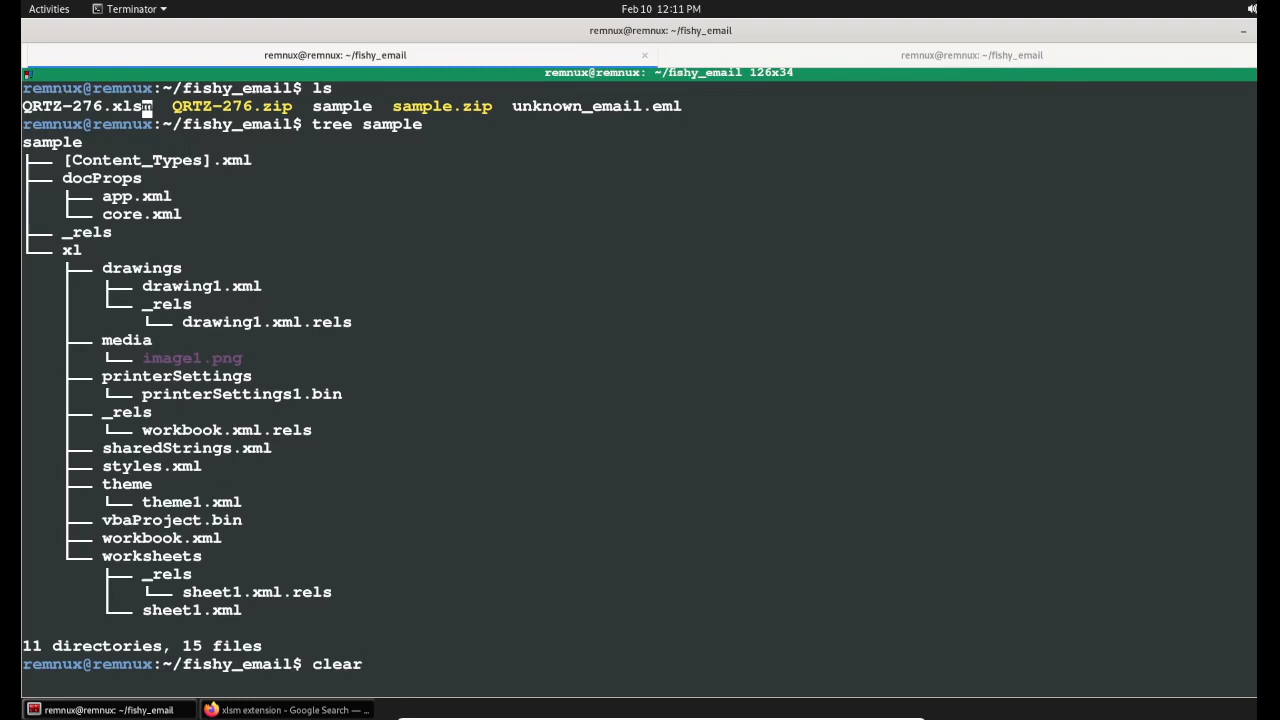 Activities Terminator Feb 10 12:11 PM
remnux@remnux: ~/fishy_email
remnux@remnux: ~/fishy_email × remnux@remnux: ~/fishy_email
remnux@remnux: ~/fishy_email 126x34
remnux@remnux:~/fishy_email$ ls
QRTZ-276.xlsm QRTZ-276.zip sample sample.zip unknown_email.eml
remnux@remnux:~/fishy_email$ tree sample
sample
├── [Content_Types].xml
├── docProps
│   ├── app.xml
│   └── core.xml
├── _rels
└── xl
    ├── drawings
    │   ├── drawing1.xml
    │   └── _rels
    │       └── drawing1.xml.rels
    ├── media
    │   └── image1.png
    ├── printerSettings
    │   └── printerSettings1.bin
    ├── _rels
    │   └── workbook.xml.rels
    ├── sharedStrings.xml
    ├── styles.xml
    ├── theme
    │   └── theme1.xml
    ├── vbaProject.bin
    ├── workbook.xml
    └── worksheets
        ├── _rels
        │   └── sheet1.xml.rels
        └── sheet1.xml
11 directories, 15 files
remnux@remnux:~/fishy_email$ clear
remnux@remnux: ~/fishy_email xlsm extension - Google Search — ...